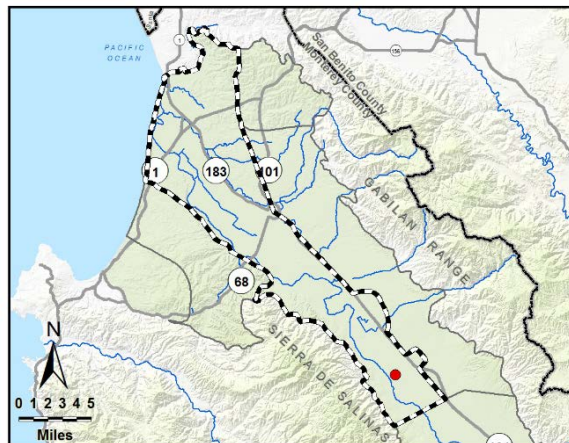 1
156
PACIFIC
OCEAN
San Benito County
Monterey County
1
183
101
GABILAN RANGE
68
SIERRA DE SALINAS
N
0 1 2 3 4 5
Miles